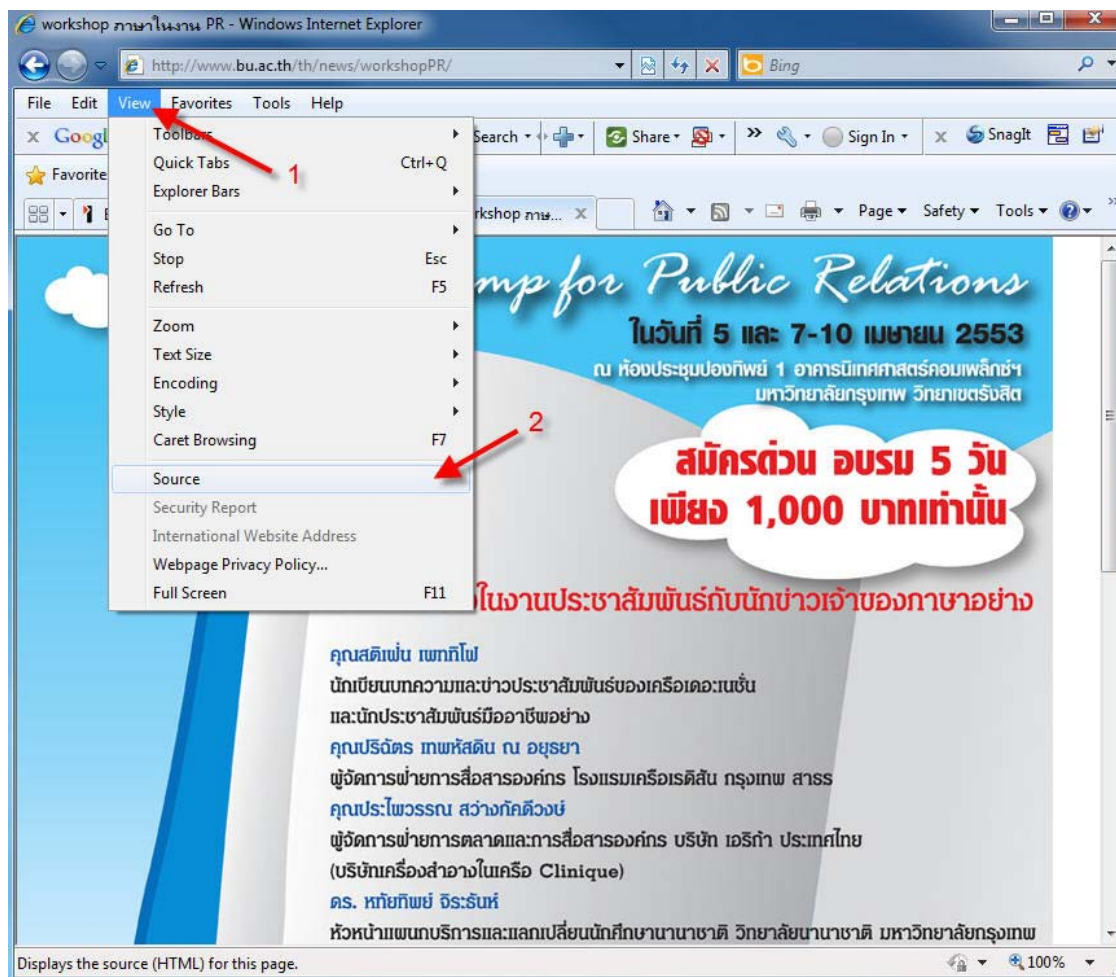 workshop ภาษาในงาน PR - Windows Internet Explorer
http://www.bu.ac.th/th/news/workshopPR/
Bing
File Edit View Favorites Tools Help
x Googl Search Share Sign In x SnagIt
Favorite
rkshop ภาษ... x Page Safety Tools
1
Toolbars
Quick Tabs Ctrl+Q
Explorer Bars
Go To
Stop Esc
Refresh F5
Zoom
Text Size
Encoding
Style
Caret Browsing F7
2
Source
Security Report
International Website Address
Webpage Privacy Policy...
Full Screen F11
mp for Public Relations
ในวันที่ 5 และ 7-10 เมษายน 2553
ณ ห้องประชุมปองทิพย์ 1 อาคารนิเทศศาสตร์คอมเพล็กซ์ฯ
มหาวิทยาลัยกรุงเทพ วิทยาเขตรังสิต
สมัครด่วน อบรม 5 วัน
เพียง 1,000 บาทเท่านั้น
ในงานประชาสัมพันธ์กับนักข่าวเจ้าของภาษาอย่าง
คุณสติเฟ่น เพททิโฟ
นักเขียนบทความและข่าวประชาสัมพันธ์ของเครือเดอะเนชั่น
และนักประชาสัมพันธ์มืออาชีพอย่าง
คุณปริฉัตร เทพหัสดิน ณ อยุธยา
ผู้จัดการฝ่ายการสื่อสารองค์กร โรงแรมเครือเรดิสัน กรุงเทพ สาธร
คุณประไพวรรณ สว่างภักดีวงษ์
ผู้จัดการฝ่ายการตลาดและการสื่อสารองค์กร บริษัท เอริก้า ประเทศไทย
(บริษัทเครื่องสำอางในเครือ Clinique)
ดร. หทัยทิพย์ จิระธันห์
หัวหน้าแผนกบริการและแลกเปลี่ยนนักศึกษานานาชาติ วิทยาลัยนานาชาติ มหาวิทยาลัยกรุงเทพ
Displays the source (HTML) for this page. 100%